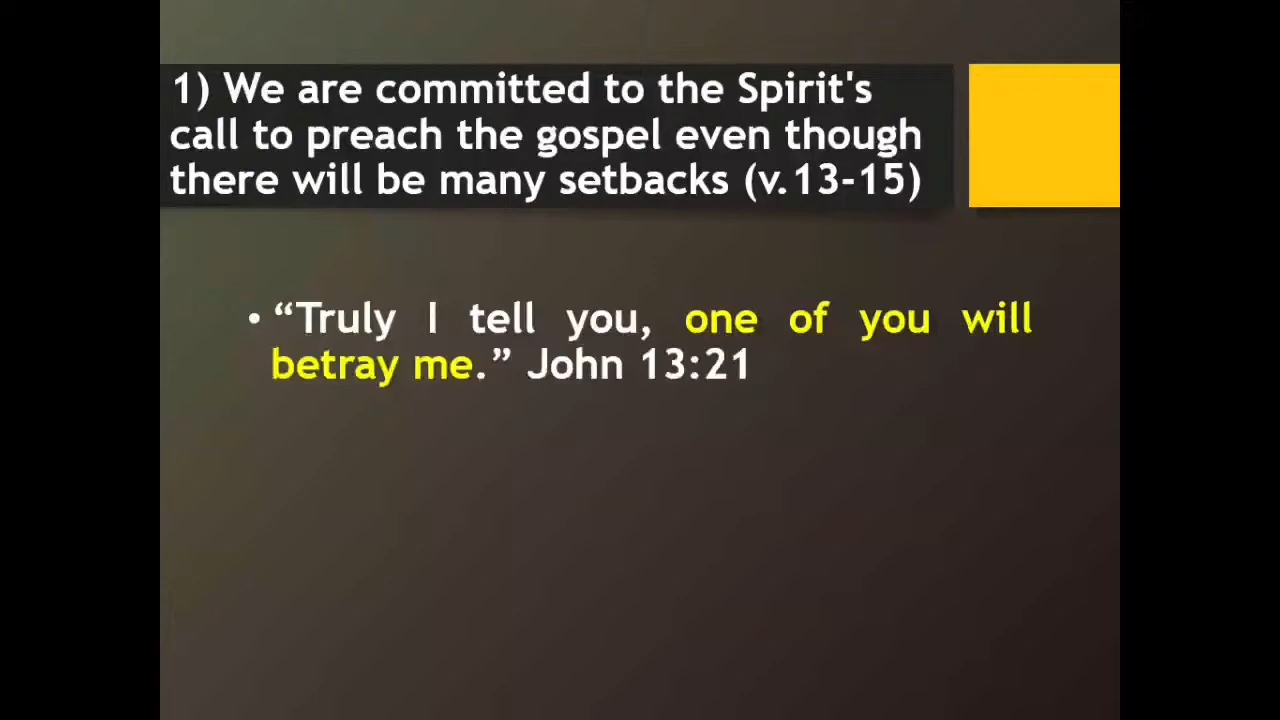 1) We are committed to the Spirit's
call to preach the gospel even though
there will be many setbacks (v.13-15)
• “Truly I tell you, one of you will
betray me.” John 13:21